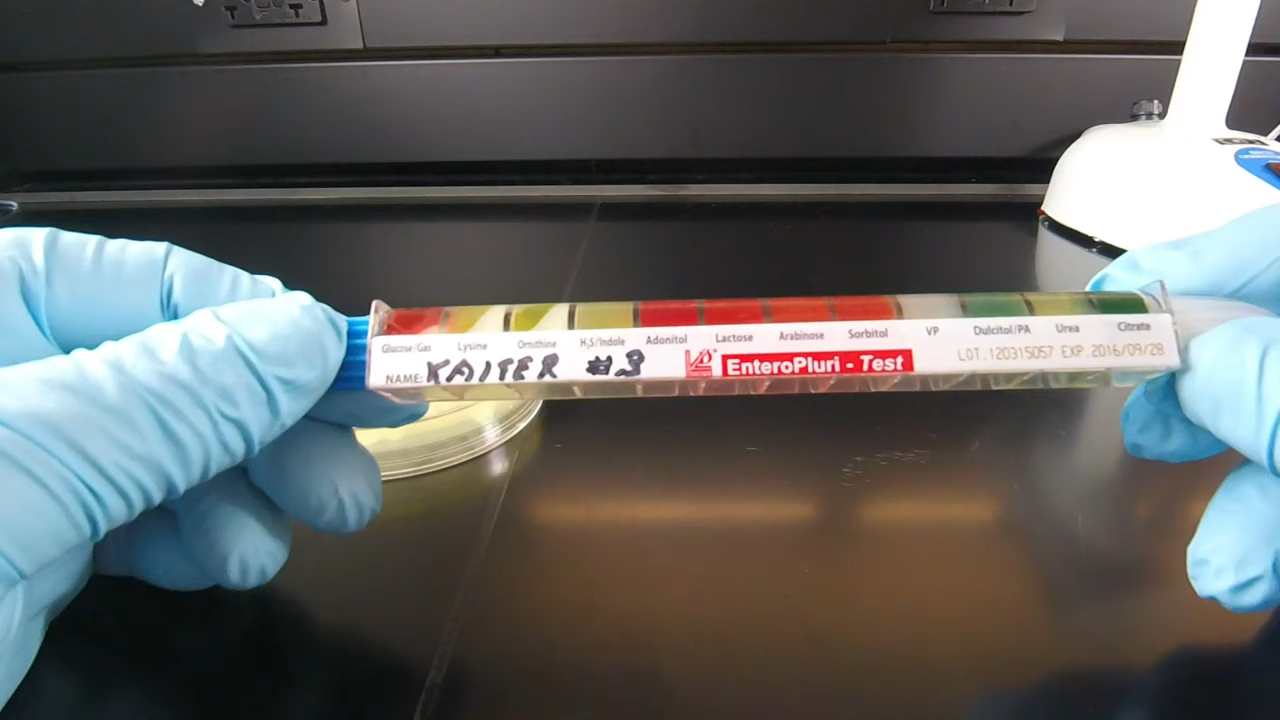 Glucose/Gas Lysine Ornithine H₂S/Indole Adonitol Lactose Arabinose Sorbitol VP Dulcitol/PA Urea Citrate
NAME: KAISER #3 EnteroPluri - Test LOT.120315057 EXP.2016/09/28